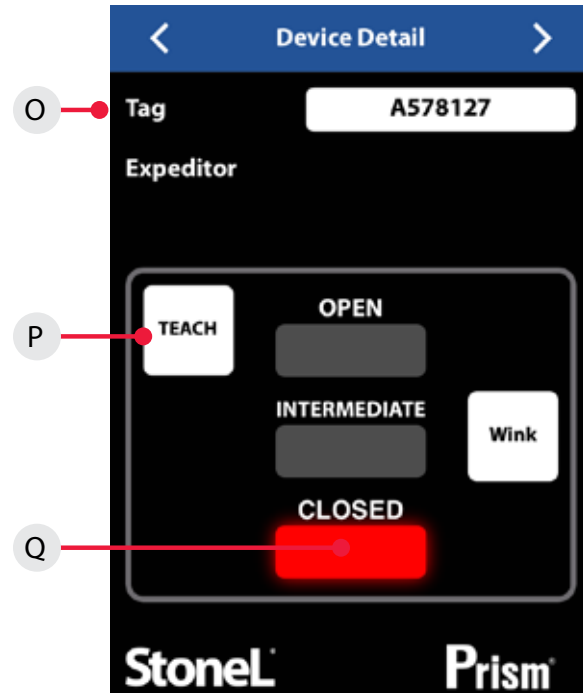 Device Detail
O
Tag
A578127
Expeditor
P
TEACH
OPEN
INTERMEDIATE
Wink
CLOSED
Q
StoneL
Prism